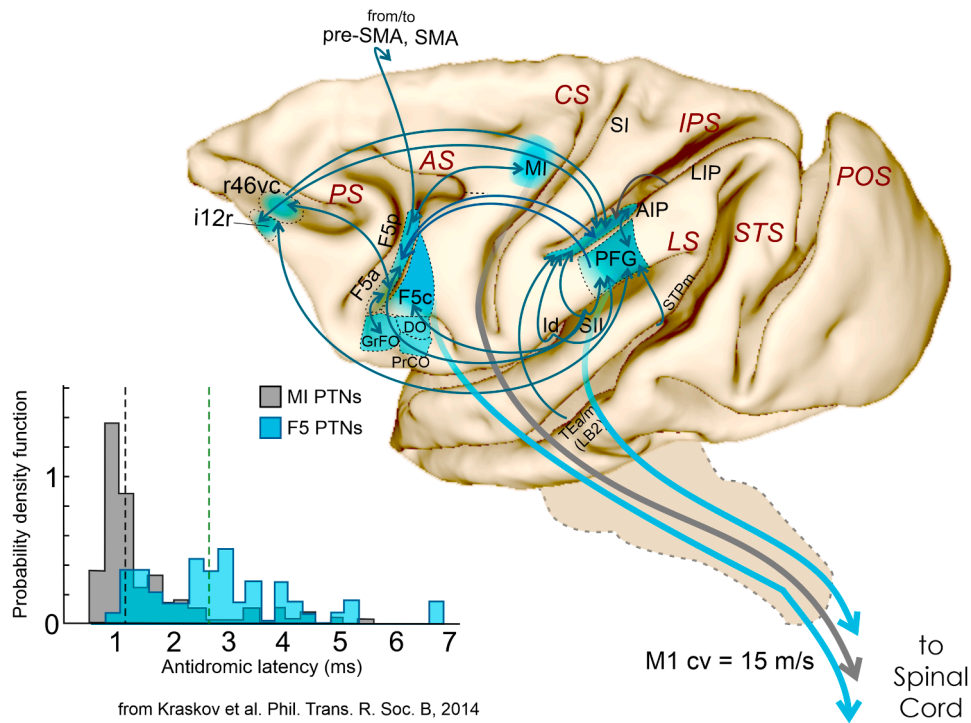 from/to
pre-SMA, SMA
CS
SI
IPS
AS
MI
LIP
POS
r46vc
PS
i12r
AIP
F5p
LS
STS
PFG
F5a
F5c
STPm
Id
SII
DO
GrFO
PrCO
TEa/m
(LB2)
MI PTNs
F5 PTNs
Probability density function
1
0
1 2 3 4 5 6 7
Antidromic latency (ms)
M1 cv = 15 m/s
to
Spinal
Cord
from Kraskov et al. Phil. Trans. R. Soc. B, 2014